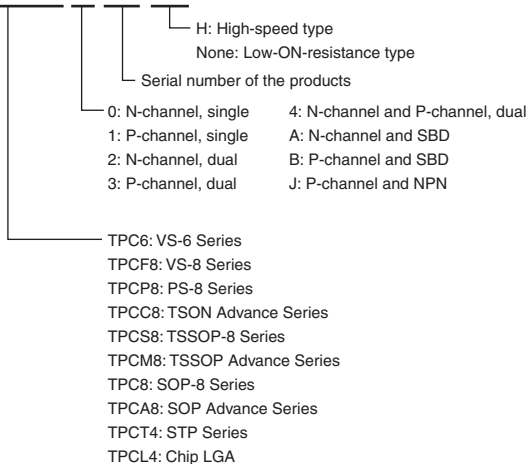 H: High-speed type
None: Low-ON-resistance type
Serial number of the products
0: N-channel, single 4: N-channel and P-channel, dual
1: P-channel, single A: N-channel and SBD
2: N-channel, dual B: P-channel and SBD
3: P-channel, dual J: P-channel and NPN
TPC6: VS-6 Series
TPCF8: VS-8 Series
TPCP8: PS-8 Series
TPCC8: TSON Advance Series
TPCS8: TSSOP-8 Series
TPCM8: TSSOP Advance Series
TPC8: SOP-8 Series
TPCA8: SOP Advance Series
TPCT4: STP Series
TPCL4: Chip LGA